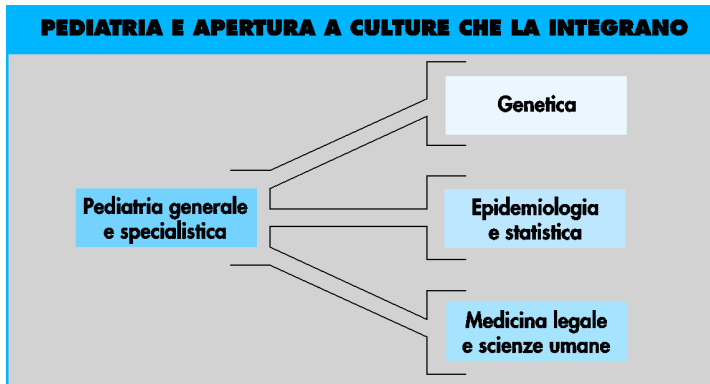 PEDIATRIA E APERTURA A CULTURE CHE LA INTEGRANO
Genetica
Pediatria generale
e specialistica
Epidemiologia
e statistica
Medicina legale
e scienze umane